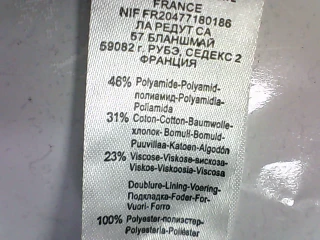 FRANCE
NIF FR20477180186
ЛА РЕДУТ СА
57 БЛАНШМАЙ
59082 г. РУБЭ, СЕДЕКС 2
ФРАНЦИЯ
46% Polyamide-Polyamid-
полиамид-Polyamidia-
Poliamida
31% Coton-Cotton-Baumwolle-
хлопок- Bomull-Bomuld-
Puuvillaa-Katoen-Algodón
23% Viscose-Viskose-вискоза-
Viskos-Viskoosia-Viscosa
Doublure-Lining-Voering-
Подкладка-Foder-For-
Vuori- Forro
100% Polyester-полиэстер-
Polyesteria-Poliéster